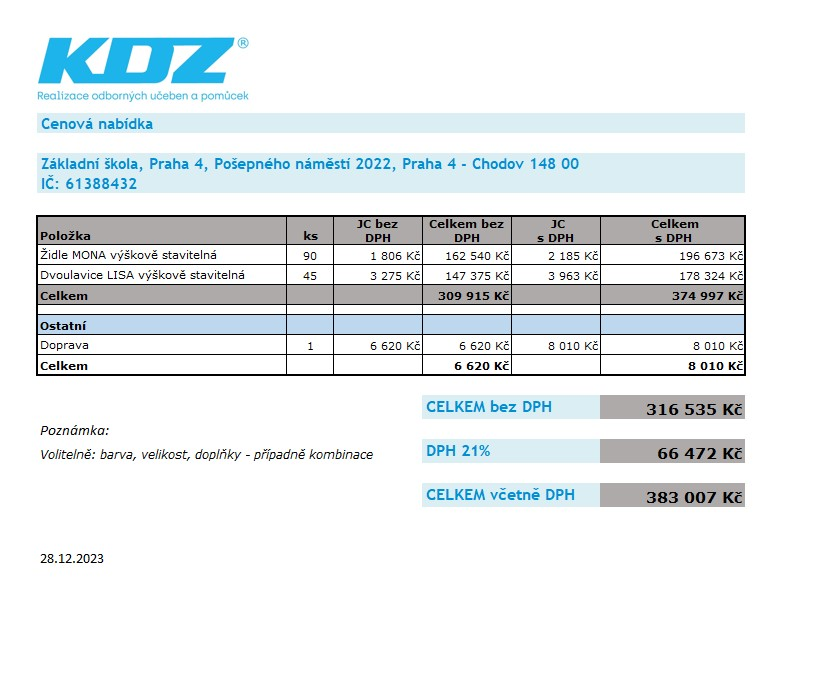 KDZ®
Realizace odborných učeben a pomůcek
Cenová nabídka
Základní škola, Praha 4, Pošepného náměstí 2022, Praha 4 - Chodov 148 00
IČ: 61388432
Položka ks JC bez DPH Celkem bez DPH JC s DPH Celkem s DPH
Židle MONA výškově stavitelná 90 1 806 Kč 162 540 Kč 2 185 Kč 196 673 Kč
Dvoulavice LISA výškově stavitelná 45 3 275 Kč 147 375 Kč 3 963 Kč 178 324 Kč
Celkem 309 915 Kč 374 997 Kč
Ostatní
Doprava 1 6 620 Kč 6 620 Kč 8 010 Kč 8 010 Kč
Celkem 6 620 Kč 8 010 Kč
CELKEM bez DPH 316 535 Kč
Poznámka:
Volitelně: barva, velikost, doplňky - případně kombinace
DPH 21% 66 472 Kč
CELKEM včetně DPH 383 007 Kč
28.12.2023